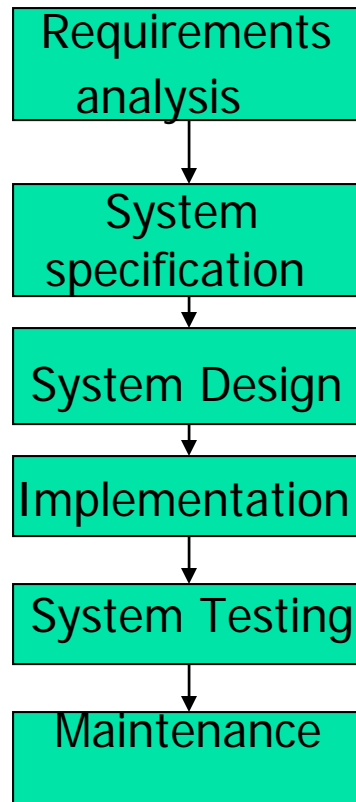 Requirements
analysis
System
specification
System Design
Implementation
System Testing
Maintenance